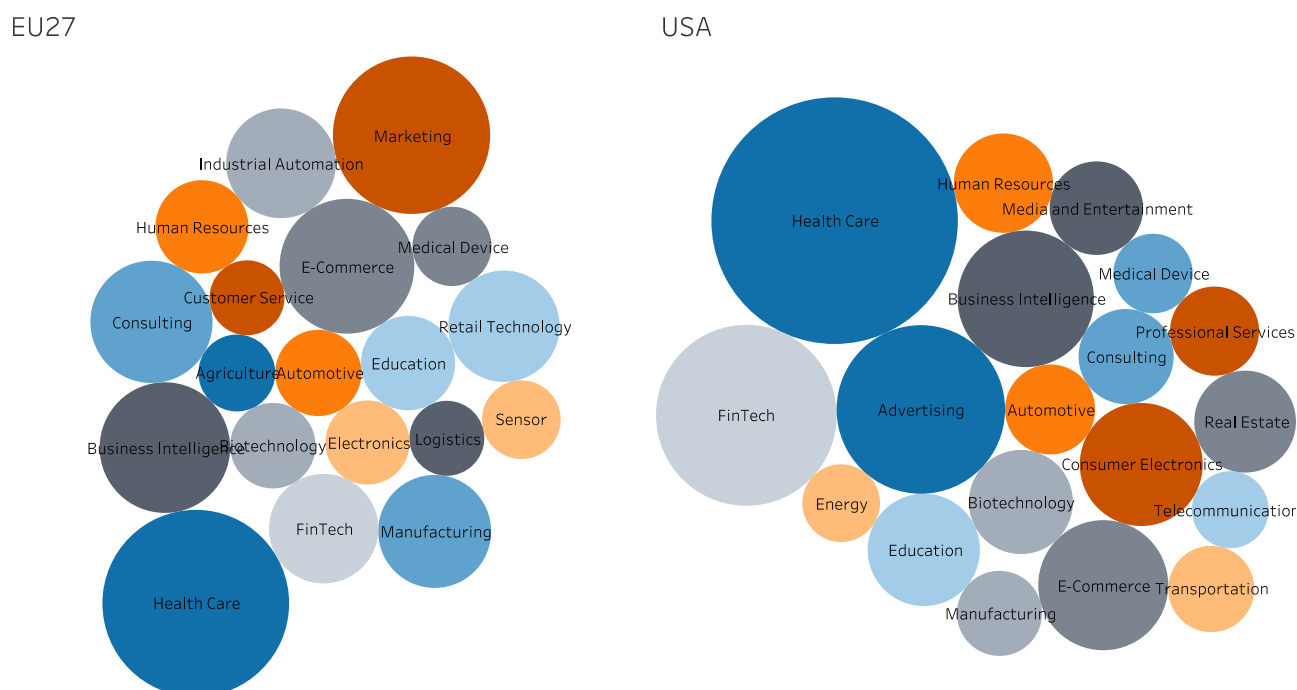 EU27
Marketing
Industrial Automation
Human Resources
Medical Device
E-Commerce
Customer Service
Consulting
Retail Technology
Education
Agriculture
Automotive
Sensor
Logistics
Electronics
Biotechnology
Business Intelligence
FinTech
Manufacturing
Health Care
USA
Human Resources
Media and Entertainment
Health Care
Medical Device
Business Intelligence
Professional Services
Consulting
Advertising
Automotive
FinTech
Real Estate
Consumer Electronics
Energy
Biotechnology
Telecommunication
Education
E-Commerce
Transportation
Manufacturing